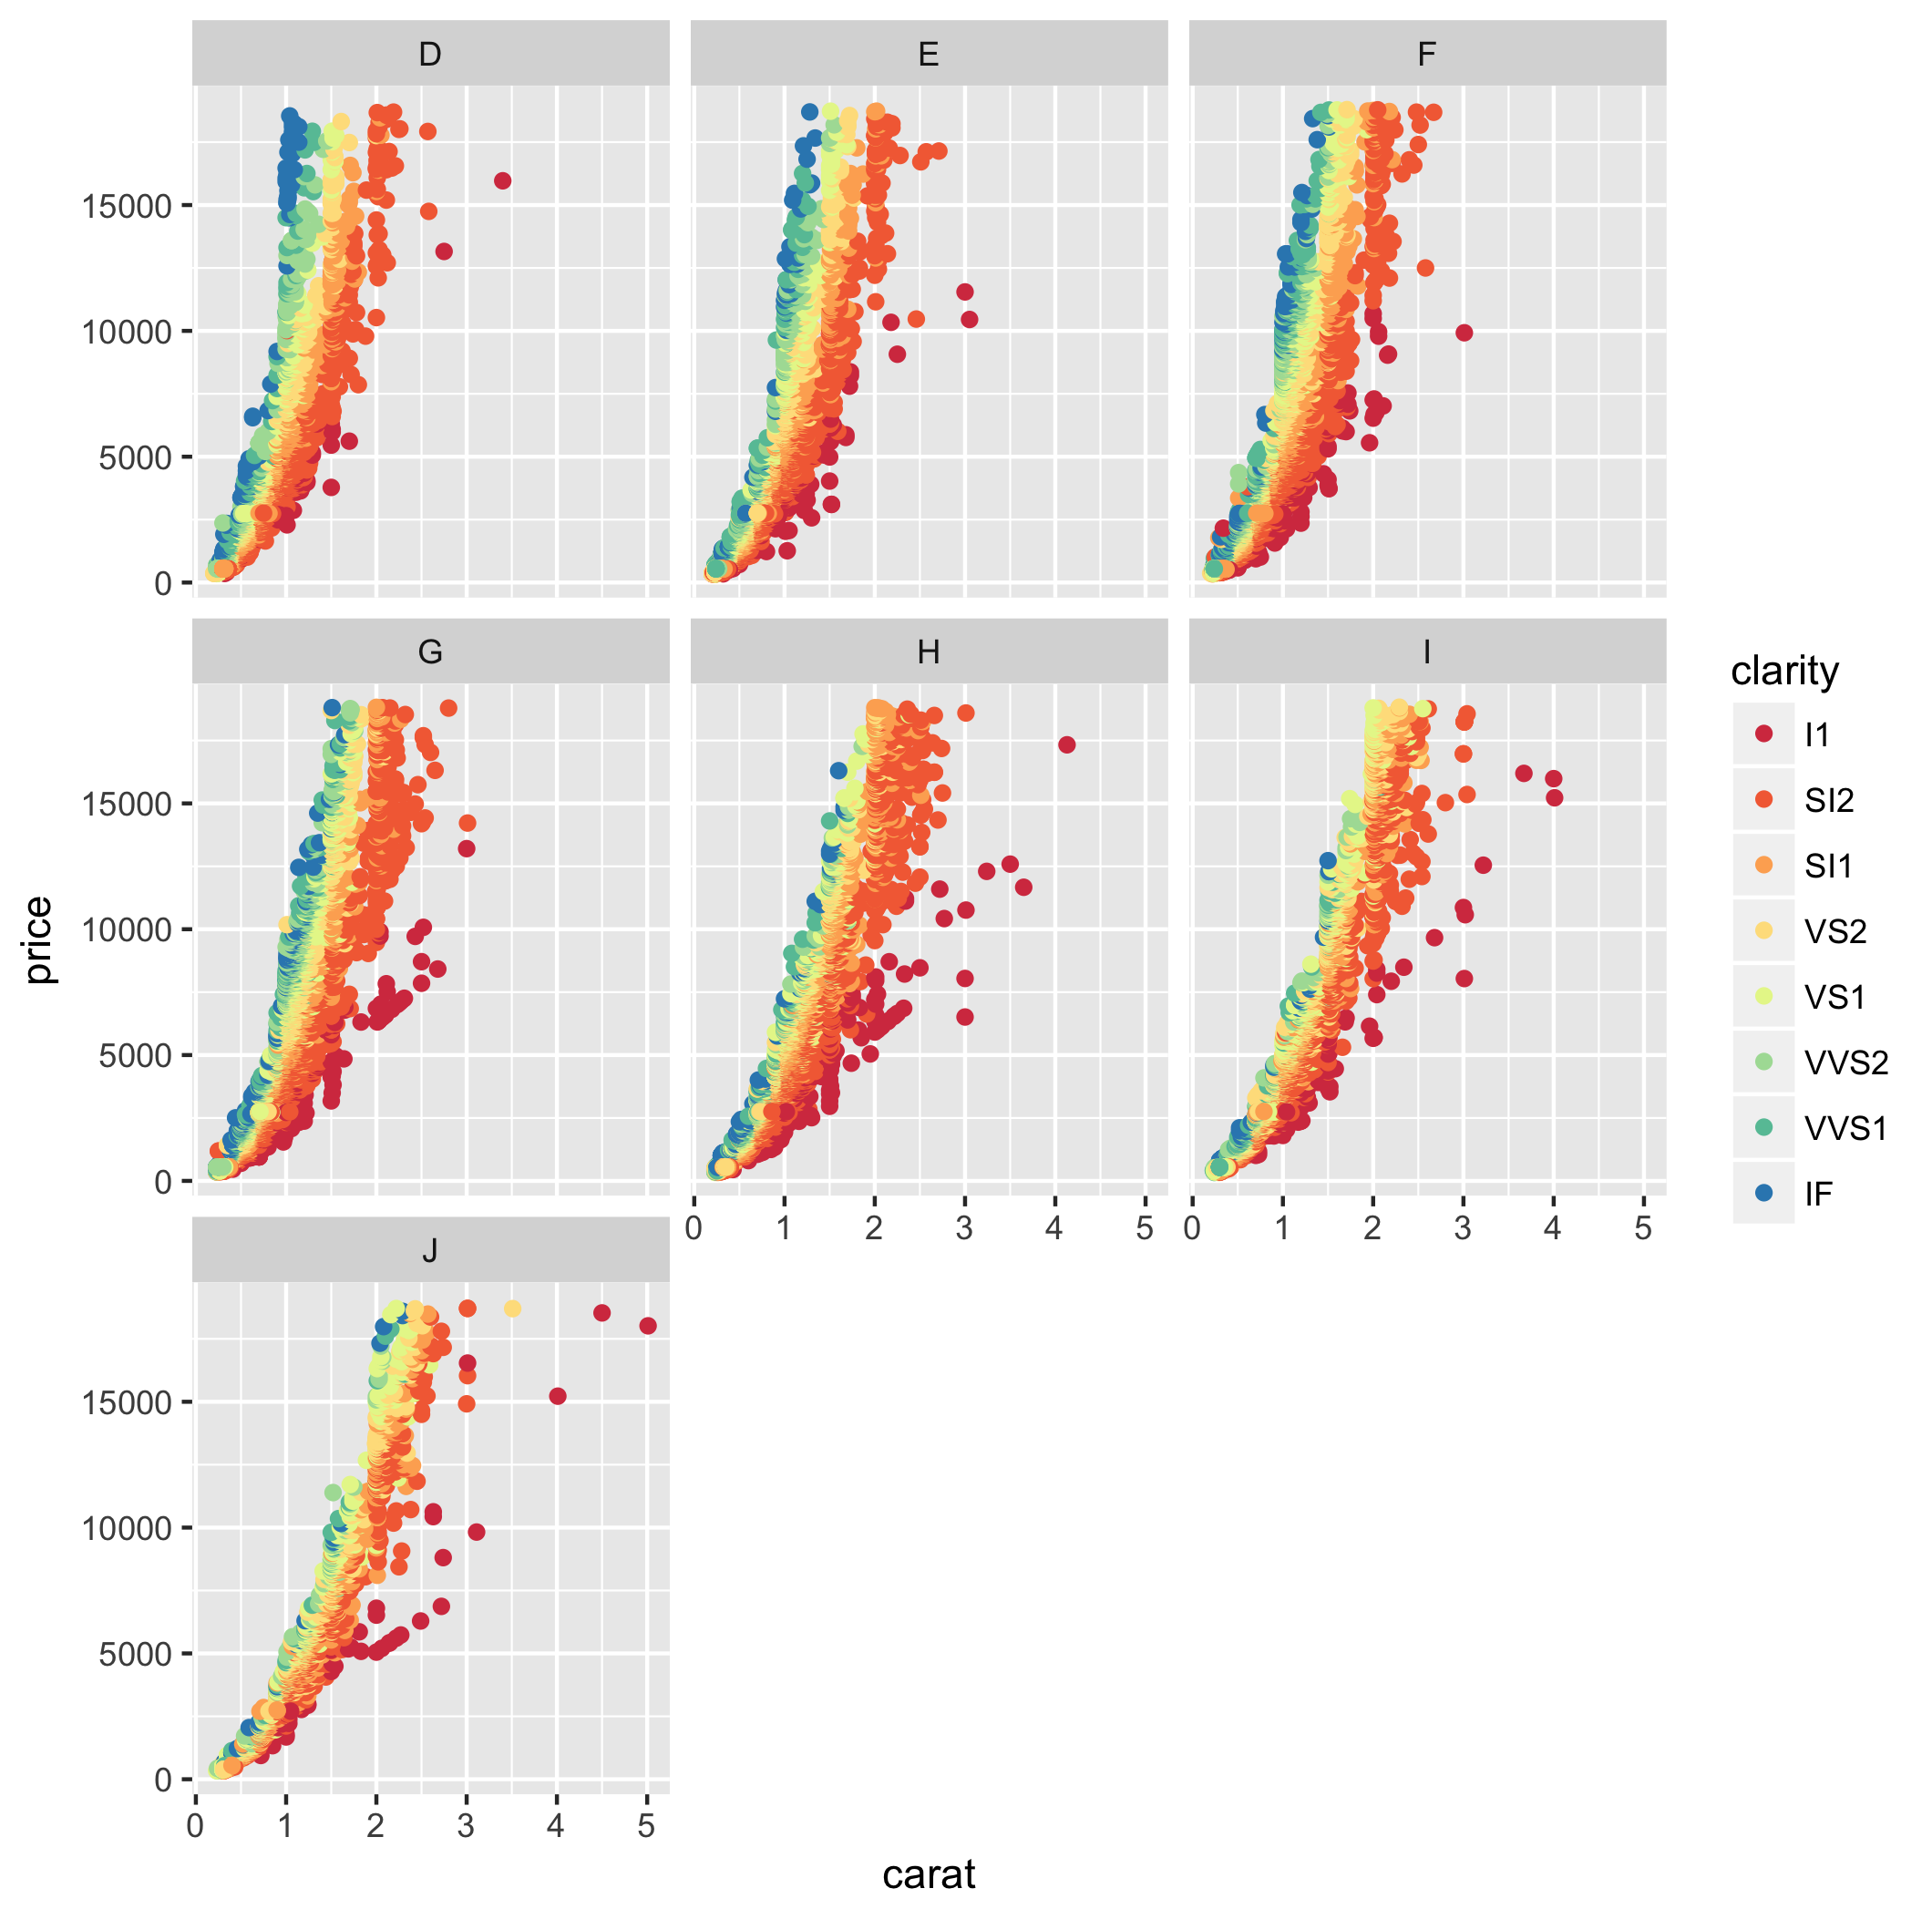 D E F
15000
10000
5000
0
G H I
15000
10000
5000
0
0 1 2 3 4 5 0 1 2 3 4 5
J
15000
10000
5000
0
0 1 2 3 4 5
price
carat
clarity
I1
SI2
SI1
VS2
VS1
VVS2
VVS1
IF